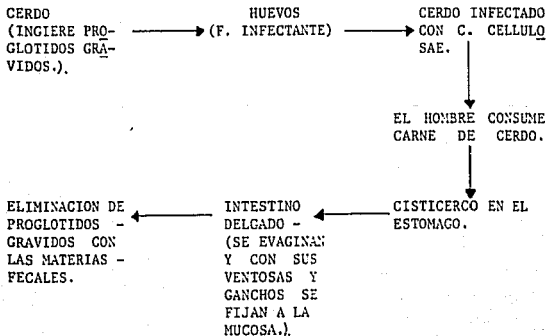 CERDO
(INGIERE PRO-
GLOTIDOS GRA-
VIDOS.).
HUEVOS
(F. INFECTANTE)
CERDO INFECTADO
CON C. CELLULO
SAE.
EL HOMBRE CONSUME
CARNE DE CERDO.
CISTICERCO EN EL
ESTOMAGO.
INTESTINO
DELGADO -
(SE EVAGINAN
Y CON SUS
VENTOSAS Y
GANCHOS SE
FIJAN A LA
MUCOSA.).
ELIMINACION DE
PROGLOTIDOS -
GRAVIDOS CON
LAS MATERIAS -
FECALES.